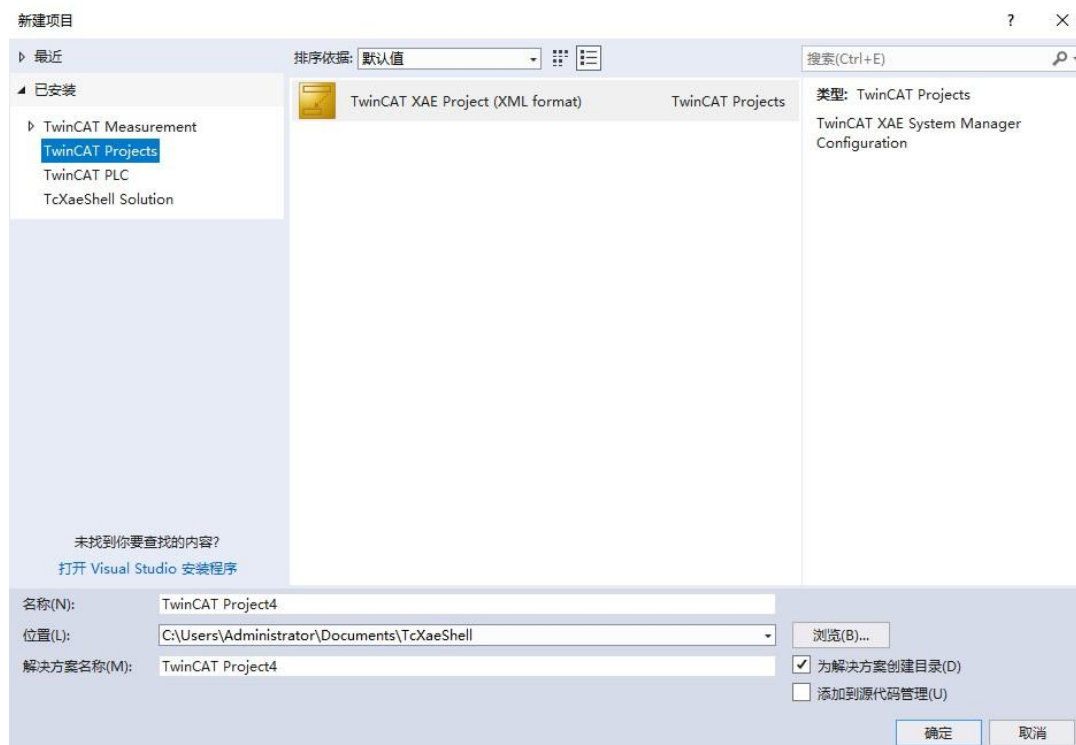 新建项目
?
最近
排序依据: 默认值
搜索(Ctrl+E)
已安装
TwinCAT Measurement
TwinCAT Projects
TwinCAT PLC
TcXaeShell Solution
TwinCAT XAE Project (XML format) TwinCAT Projects
类型: TwinCAT Projects
TwinCAT XAE System Manager
Configuration
未找到你要查找的内容?
打开 Visual Studio 安装程序
名称(N): TwinCAT Project4
位置(L): C:\Users\Administrator\Documents\TcXaeShell 浏览(B)...
解决方案名称(M): TwinCAT Project4 为解决方案创建目录(D)
添加到源代码管理(U)
确定 取消